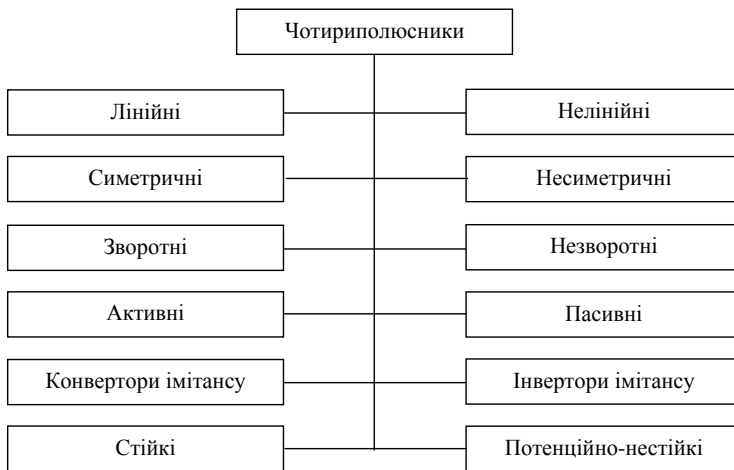 Чотириполюсники
Лінійні
Нелінійні
Симетричні
Несиметричні
Зворотні
Незворотні
Активні
Пасивні
Конвертори імітансу
Інвертори імітансу
Стійкі
Потенційно-нестійкі